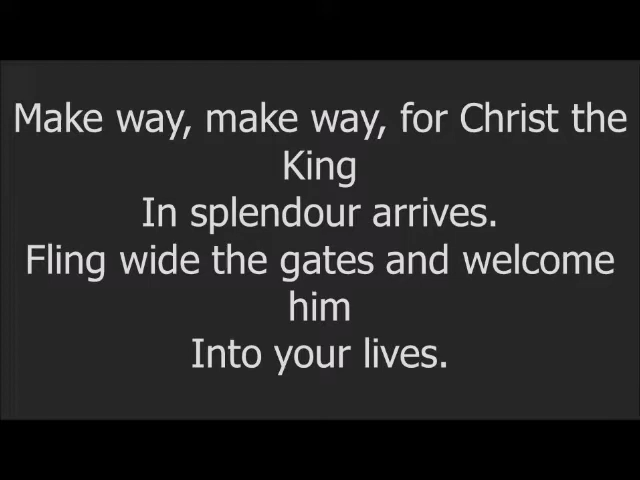 Make way, make way, for Christ the
King
In splendour arrives.
Fling wide the gates and welcome
him
Into your lives.